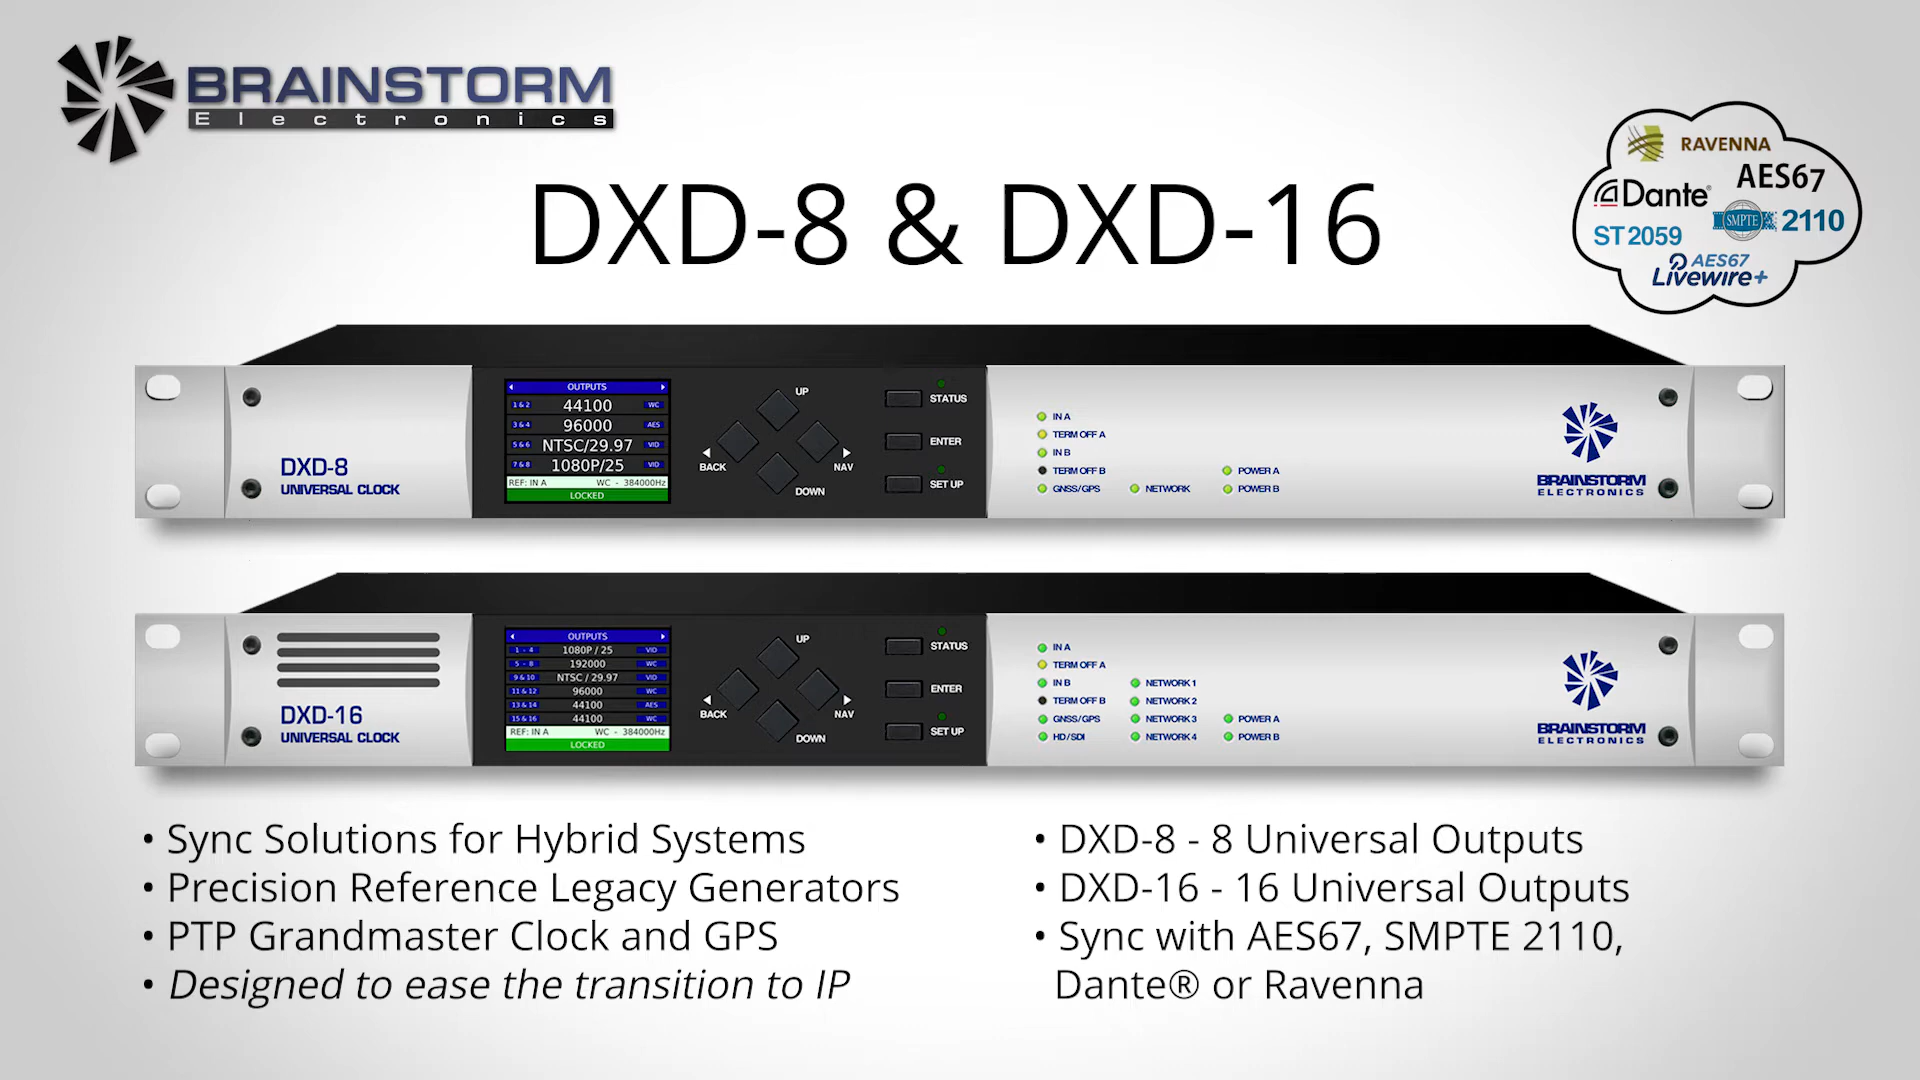 BRAINSTORM
Electronics
RAVENNA
Dante®
AES67
ST 2059
SMPTE 2110
AES67
Livewire+
DXD-8 & DXD-16
OUTPUTS
1 & 2 44100 WC
3 & 4 96000 AES
5 & 6 NTSC/29.97 VID
7 & 8 1080P/25 VID
REF: IN A WC - 384000Hz
LOCKED
DXD-8
UNIVERSAL CLOCK
UP
BACK
NAV
DOWN
STATUS
ENTER
SET UP
IN A
TERM OFF A
IN B
TERM OFF B POWER A
GNSS/GPS NETWORK POWER B
BRAINSTORM
ELECTRONICS
OUTPUTS
1 - 4 1080P / 25 VID
5 - 8 192000 WC
9 & 10 NTSC / 29.97 VID
11 & 12 96000 WC
13 & 14 44100 AES
15 & 16 44100 WC
REF: IN A WC - 384000Hz
LOCKED
DXD-16
UNIVERSAL CLOCK
UP
BACK
NAV
DOWN
STATUS
ENTER
SET UP
IN A
TERM OFF A
IN B NETWORK 1
TERM OFF B NETWORK 2
GNSS/GPS NETWORK 3 POWER A
HD/SDI NETWORK 4 POWER B
BRAINSTORM
ELECTRONICS
• Sync Solutions for Hybrid Systems
• Precision Reference Legacy Generators
• PTP Grandmaster Clock and GPS
• Designed to ease the transition to IP
• DXD-8 - 8 Universal Outputs
• DXD-16 - 16 Universal Outputs
• Sync with AES67, SMPTE 2110,
Dante® or Ravenna